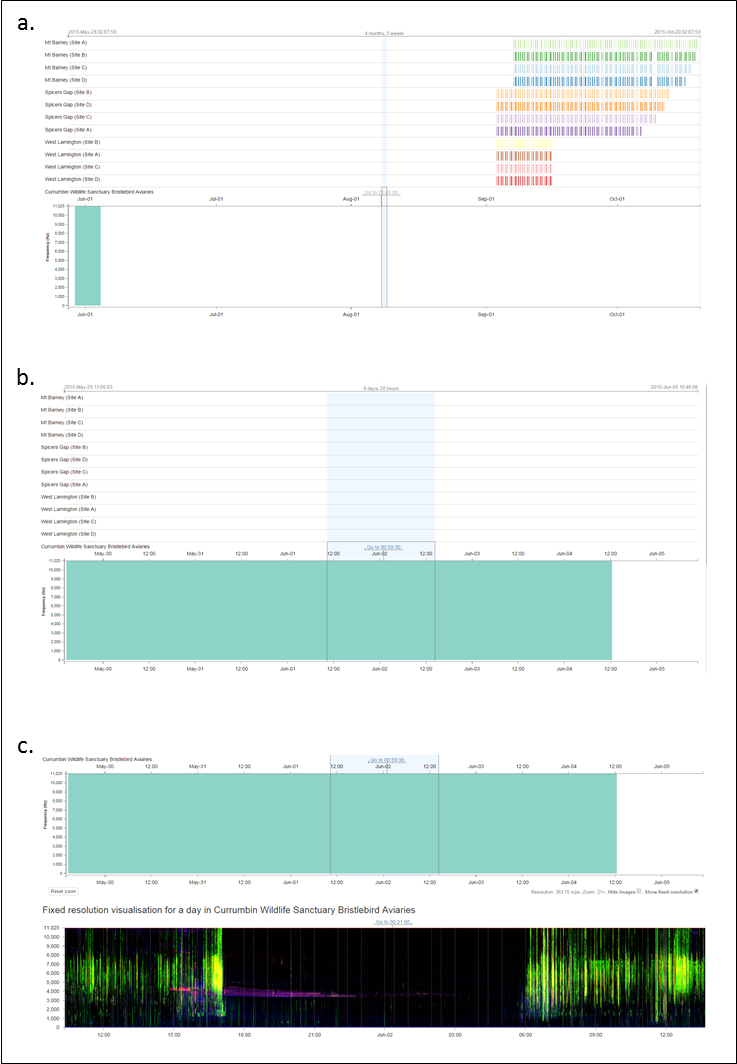 a.
2015-May-28 02:07:59 4 months, 3 weeks 2015-Oct-20 02:07:59
Mt Barney (Site A)
Mt Barney (Site B)
Mt Barney (Site C)
Mt Barney (Site D)
Spicers Gap (Site B)
Spicers Gap (Site D)
Spicers Gap (Site C)
Spicers Gap (Site A)
West Lamington (Site B)
West Lamington (Site A)
West Lamington (Site C)
West Lamington (Site D)
Currumbin Wildlife Sanctuary Bristlebird Aviaries
Jun-01 Jul-01 Aug-01 Sep-01 Oct-01
11,025
10,000
9,000
8,000
7,000
6,000
5,000
4,000
3,000
2,000
1,000
0
Frequency (Hz)
Jun-01 Jul-01 Aug-01 Sep-01 Oct-01
b.
2015-May-29 13:56:03 6 days, 20 hours 2015-Jun-05 10:46:06
Mt Barney (Site A)
Mt Barney (Site B)
Mt Barney (Site C)
Mt Barney (Site D)
Spicers Gap (Site B)
Spicers Gap (Site D)
Spicers Gap (Site C)
Spicers Gap (Site A)
West Lamington (Site B)
West Lamington (Site A)
West Lamington (Site C)
West Lamington (Site D)
Currumbin Wildlife Sanctuary Bristlebird Aviaries Go to 00:59:30
May-30 12:00 May-31 12:00 Jun-01 12:00 Jun-02 12:00 Jun-03 12:00 Jun-04 12:00 Jun-05
11,025
10,000
9,000
8,000
7,000
6,000
5,000
4,000
3,000
2,000
1,000
0
Frequency (Hz)
May-30 12:00 May-31 12:00 Jun-01 12:00 Jun-02 12:00 Jun-03 12:00 Jun-04 12:00 Jun-05
c.
Currumbin Wildlife Sanctuary Bristlebird Aviaries Go to 00:59:30
May-30 12:00 May-31 12:00 Jun-01 12:00 Jun-02 12:00 Jun-03 12:00 Jun-04 12:00 Jun-05
11,025
10,000
9,000
8,000
7,000
6,000
5,000
4,000
3,000
2,000
1,000
0
Frequency (Hz)
May-30 12:00 May-31 12:00 Jun-01 12:00 Jun-02 12:00 Jun-03 12:00 Jun-04 12:00 Jun-05
Reset zoom Resolution: 363.75 s/px, Zoom: 21×, Hide images Show fixed resolution
Fixed resolution visualisation for a day in Currumbin Wildlife Sanctuary Bristlebird Aviaries
Go to 00:21:00
11,025
10,000
9,000
8,000
7,000
6,000
5,000
4,000
3,000
2,000
1,000
0
Frequency (Hz)
12:00 15:00 18:00 21:00 Jun-02 03:00 06:00 09:00 12:00